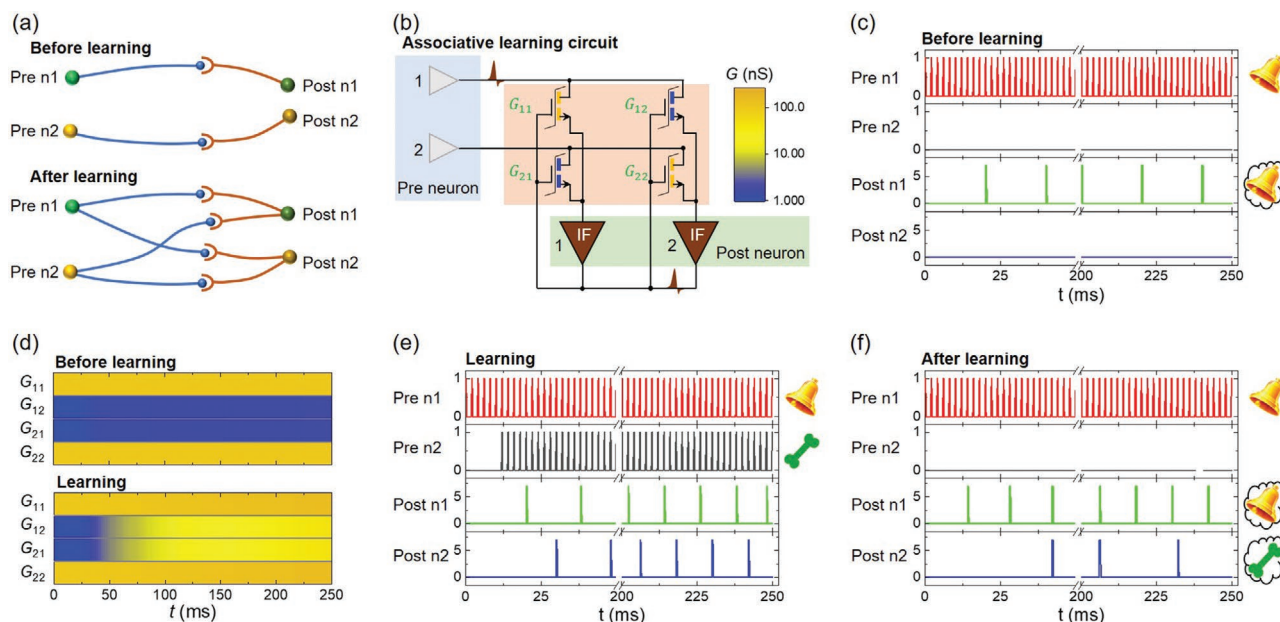 (a)
Before learning
Pre n1
Post n1
Pre n2
Post n2
After learning
Pre n1
Post n1
Pre n2
Post n2
(b)
Associative learning circuit
G (nS)
1
G11
G12
100.0
2
10.00
G21
G22
Pre neuron
1.000
1 IF
2 IF
Post neuron
(c)
Before learning
Pre n1
1
0
Pre n2
1
0
Post n1
5
0
Post n2
5
0
0 25 200 225 250
t (ms)
(d)
Before learning
G11
G12
G21
G22
Learning
G11
G12
G21
G22
0 50 100 150 200 250
t (ms)
(e)
Learning
Pre n1
1
0
Pre n2
1
0
Post n1
5
0
Post n2
5
0
0 25 200 225 250
t (ms)
(f)
After learning
Pre n1
1
0
Pre n2
1
0
Post n1
5
0
Post n2
5
0
0 25 200 225 250
t (ms)